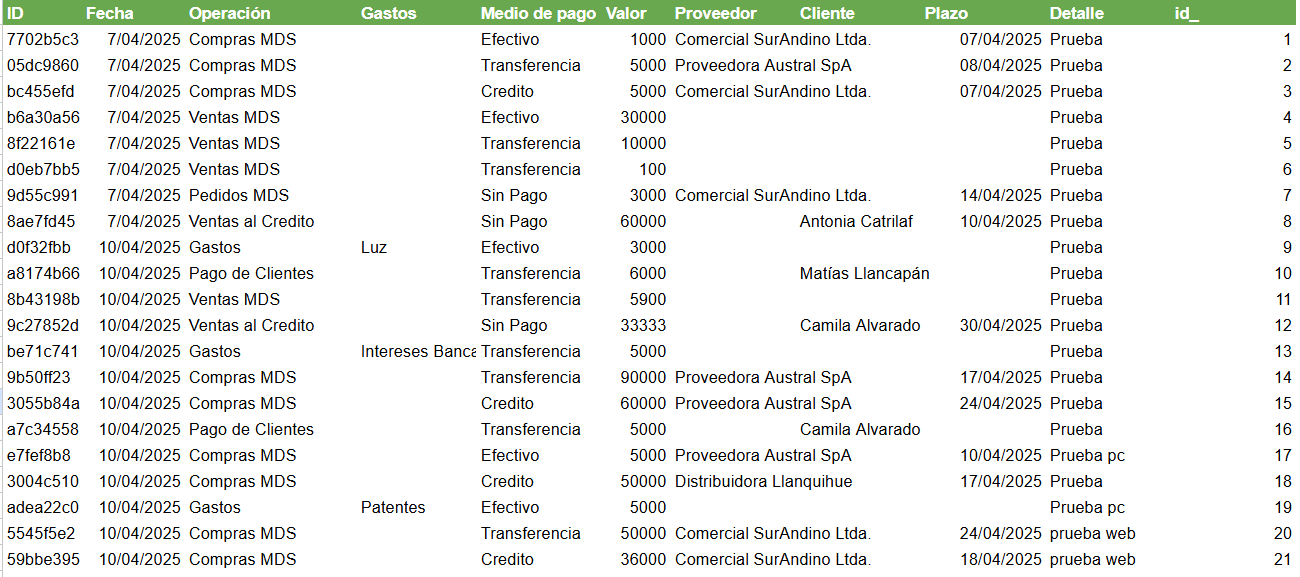 ID Fecha Operación Gastos Medio de pago Valor Proveedor Cliente Plazo Detalle id_
7702b5c3 7/04/2025 Compras MDS Efectivo 1000 Comercial SurAndino Ltda. 07/04/2025 Prueba 1
05dc9860 7/04/2025 Compras MDS Transferencia 5000 Proveedora Austral SpA 08/04/2025 Prueba 2
bc455efd 7/04/2025 Compras MDS Credito 5000 Comercial SurAndino Ltda. 07/04/2025 Prueba 3
b6a30a56 7/04/2025 Ventas MDS Efectivo 30000 Prueba 4
8f22161e 7/04/2025 Ventas MDS Transferencia 10000 Prueba 5
d0eb7bb5 7/04/2025 Ventas MDS Transferencia 100 Prueba 6
9d55c991 7/04/2025 Pedidos MDS Sin Pago 3000 Comercial SurAndino Ltda. 14/04/2025 Prueba 7
8ae7fd45 7/04/2025 Ventas al Credito Sin Pago 60000 Antonia Catrilaf 10/04/2025 Prueba 8
d0f32fbb 10/04/2025 Gastos Luz Efectivo 3000 Prueba 9
a8174b66 10/04/2025 Pago de Clientes Transferencia 6000 Matías Llancapán Prueba 10
8b43198b 10/04/2025 Ventas MDS Transferencia 5900 Prueba 11
9c27852d 10/04/2025 Ventas al Credito Sin Pago 33333 Camila Alvarado 30/04/2025 Prueba 12
be71c741 10/04/2025 Gastos Intereses Banca Transferencia 5000 Prueba 13
9b50ff23 10/04/2025 Compras MDS Transferencia 90000 Proveedora Austral SpA 17/04/2025 Prueba 14
3055b84a 10/04/2025 Compras MDS Credito 60000 Proveedora Austral SpA 24/04/2025 Prueba 15
a7c34558 10/04/2025 Pago de Clientes Transferencia 5000 Camila Alvarado Prueba 16
e7fef8b8 10/04/2025 Compras MDS Efectivo 5000 Proveedora Austral SpA 10/04/2025 Prueba pc 17
3004c510 10/04/2025 Compras MDS Credito 50000 Distribuidora Llanquihue 17/04/2025 Prueba 18
adea22c0 10/04/2025 Gastos Patentes Efectivo 5000 Prueba pc 19
5545f5e2 10/04/2025 Compras MDS Transferencia 50000 Comercial SurAndino Ltda. 24/04/2025 prueba web 20
59bbe395 10/04/2025 Compras MDS Credito 36000 Comercial SurAndino Ltda. 18/04/2025 prueba web 21